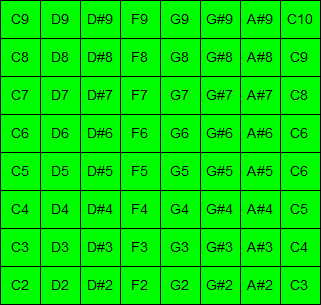 C9 D9 D#9 F9 G9 G#9 A#9 C10
C8 D8 D#8 F8 G8 G#8 A#8 C9
C7 D7 D#7 F7 G7 G#7 A#7 C8
C6 D6 D#6 F6 G6 G#6 A#6 C6
C5 D5 D#5 F5 G5 G#5 A#5 C6
C4 D4 D#4 F4 G4 G#4 A#4 C5
C3 D3 D#3 F3 G3 G#3 A#3 C4
C2 D2 D#2 F2 G2 G#2 A#2 C3